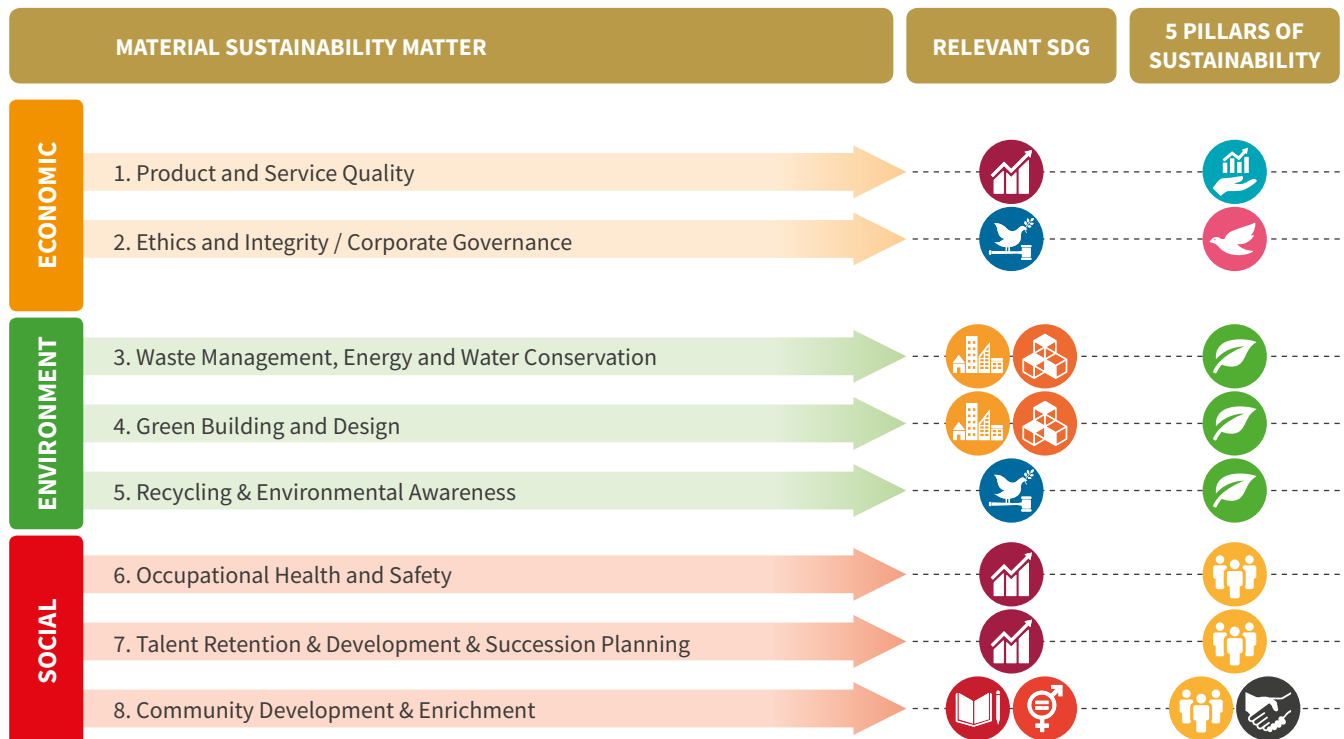 MATERIAL SUSTAINABILITY MATTER
RELEVANT SDG
5 PILLARS OF
SUSTAINABILITY
ECONOMIC
1. Product and Service Quality
2. Ethics and Integrity / Corporate Governance
ENVIRONMENT
3. Waste Management, Energy and Water Conservation
4. Green Building and Design
5. Recycling & Environmental Awareness
SOCIAL
6. Occupational Health and Safety
7. Talent Retention & Development & Succession Planning
8. Community Development & Enrichment